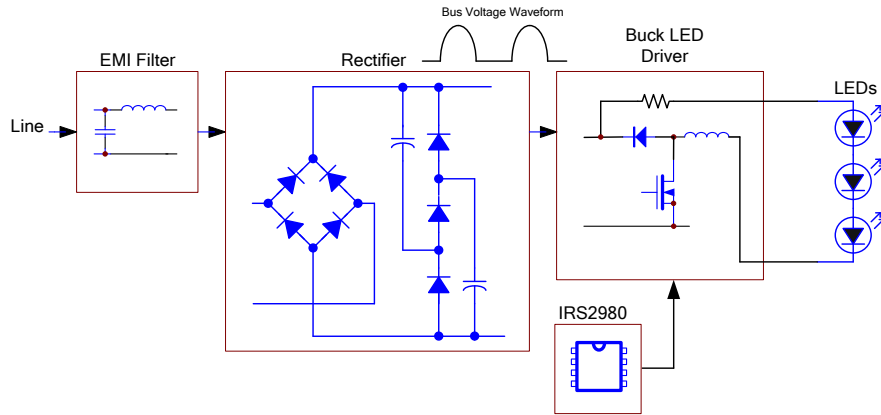 Bus Voltage Waveform
EMI Filter
Rectifier
Buck LED
Driver
LEDs
Line
IRS2980